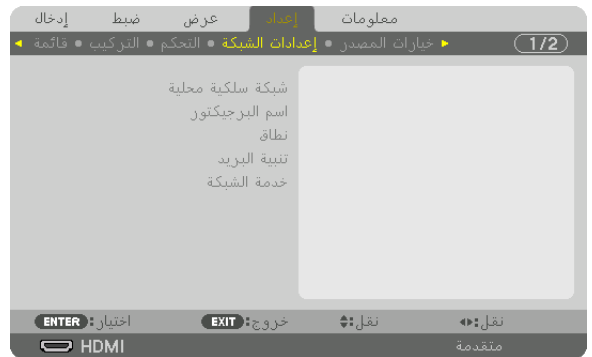 إدخال ضبط عرض إعداد معلومات
قائمة • التركيب • التحكم • إعدادات الشبكة • خيارات المصدر 1/2
شبكة سلكية محلية
اسم البرجيكتور
نطاق
تنبية البريد
خدمة الشبكة
ENTER: اختيار EXIT: خروج نقل: نقل:
HDMI متقدمة